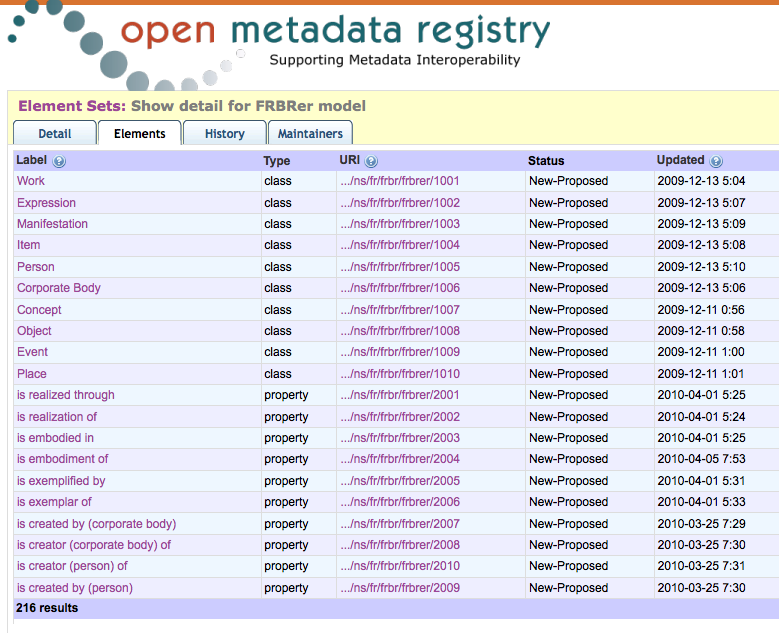 open metadata registry
Supporting Metadata Interoperability
Element Sets: Show detail for FRBRer model
Detail Elements History Maintainers
Label ? Type URI ? Status Updated ?
Work class .../ns/fr/frbr/frbrer/1001 New-Proposed 2009-12-13 5:04
Expression class .../ns/fr/frbr/frbrer/1002 New-Proposed 2009-12-13 5:07
Manifestation class .../ns/fr/frbr/frbrer/1003 New-Proposed 2009-12-13 5:09
Item class .../ns/fr/frbr/frbrer/1004 New-Proposed 2009-12-13 5:08
Person class .../ns/fr/frbr/frbrer/1005 New-Proposed 2009-12-13 5:10
Corporate Body class .../ns/fr/frbr/frbrer/1006 New-Proposed 2009-12-13 5:06
Concept class .../ns/fr/frbr/frbrer/1007 New-Proposed 2009-12-11 0:56
Object class .../ns/fr/frbr/frbrer/1008 New-Proposed 2009-12-11 0:58
Event class .../ns/fr/frbr/frbrer/1009 New-Proposed 2009-12-11 1:00
Place class .../ns/fr/frbr/frbrer/1010 New-Proposed 2009-12-11 1:01
is realized through property .../ns/fr/frbr/frbrer/2001 New-Proposed 2010-04-01 5:25
is realization of property .../ns/fr/frbr/frbrer/2002 New-Proposed 2010-04-01 5:24
is embodied in property .../ns/fr/frbr/frbrer/2003 New-Proposed 2010-04-01 5:25
is embodiment of property .../ns/fr/frbr/frbrer/2004 New-Proposed 2010-04-05 7:53
is exemplified by property .../ns/fr/frbr/frbrer/2005 New-Proposed 2010-04-01 5:31
is exemplar of property .../ns/fr/frbr/frbrer/2006 New-Proposed 2010-04-01 5:33
is created by (corporate body) property .../ns/fr/frbr/frbrer/2007 New-Proposed 2010-03-25 7:29
is creator (corporate body) of property .../ns/fr/frbr/frbrer/2008 New-Proposed 2010-03-25 7:30
is creator (person) of property .../ns/fr/frbr/frbrer/2010 New-Proposed 2010-03-25 7:31
is created by (person) property .../ns/fr/frbr/frbrer/2009 New-Proposed 2010-03-25 7:30
216 results